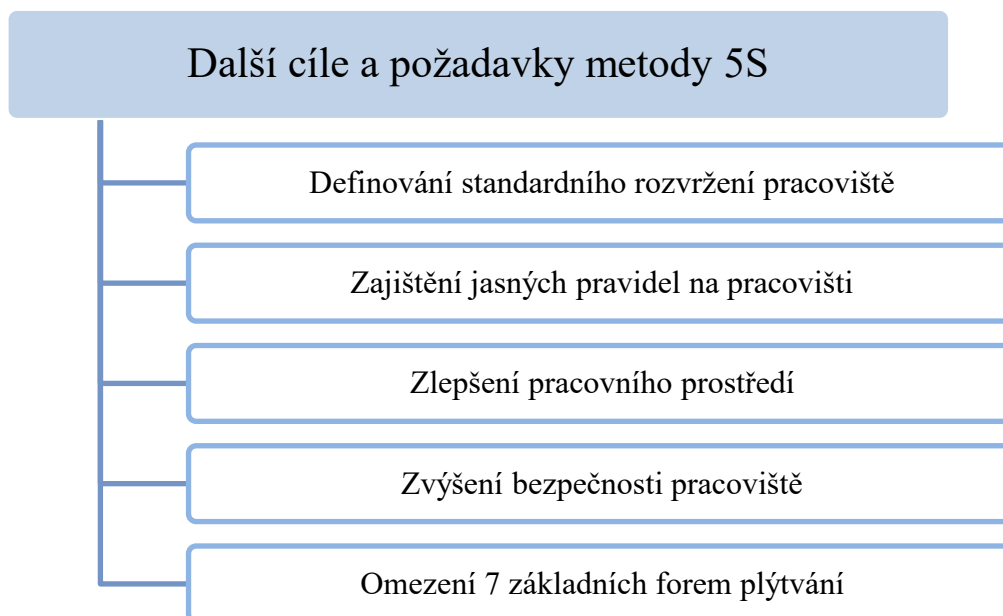 Další cíle a požadavky metody 5S
Definování standardního rozvržení pracoviště
Zajištění jasných pravidel na pracovišti
Zlepšení pracovního prostředí
Zvýšení bezpečnosti pracoviště
Omezení 7 základních forem plýtvání